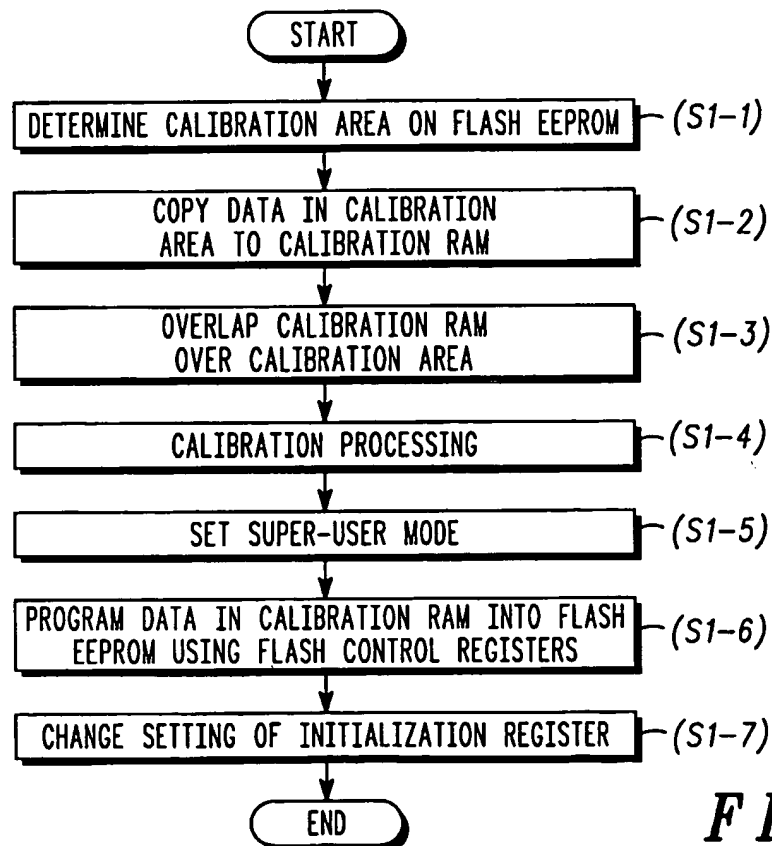 START
DETERMINE CALIBRATION AREA ON FLASH EEPROM (S1-1)
COPY DATA IN CALIBRATION
AREA TO CALIBRATION RAM (S1-2)
OVERLAP CALIBRATION RAM
OVER CALIBRATION AREA (S1-3)
CALIBRATION PROCESSING (S1-4)
SET SUPER-USER MODE (S1-5)
PROGRAM DATA IN CALIBRATION RAM INTO FLASH
EEPROM USING FLASH CONTROL REGISTERS (S1-6)
CHANGE SETTING OF INITIALIZATION REGISTER (S1-7)
END